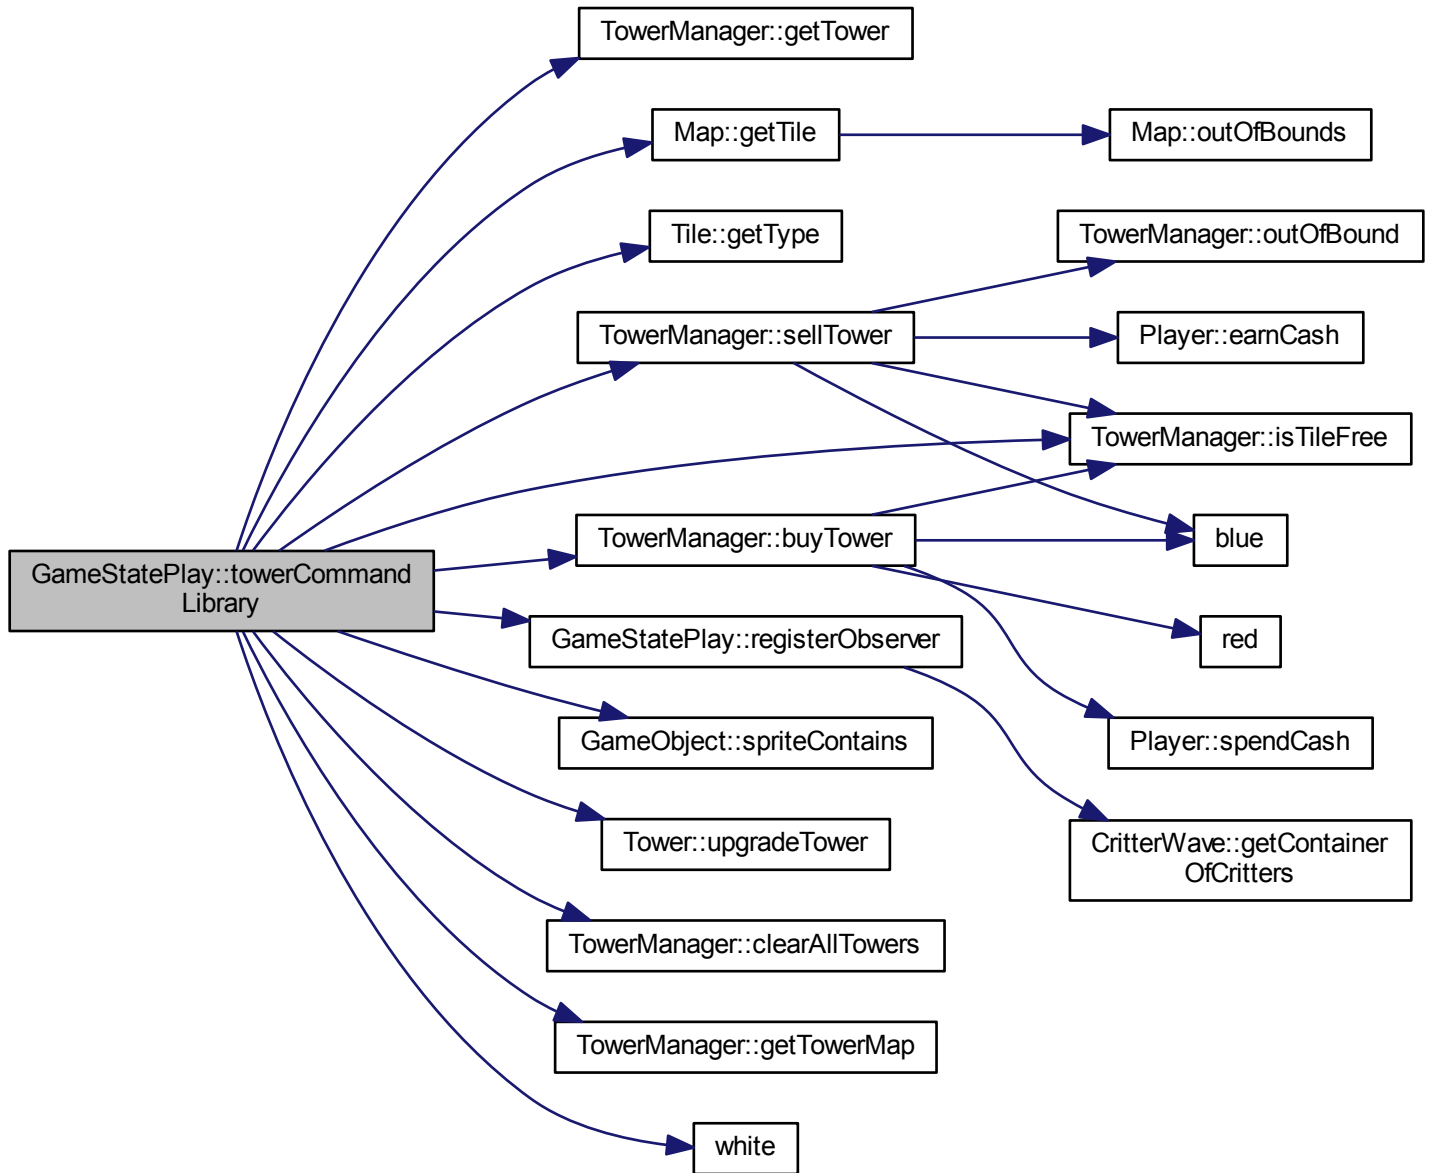 TowerManager::getTower
Map::getTile
Map::outOfBounds
Tile::getType
TowerManager::outOfBound
TowerManager::sellTower
Player::earnCash
TowerManager::isTileFree
TowerManager::buyTower
blue
GameStatePlay::towerCommand
Library
GameStatePlay::registerObserver
red
GameObject::spriteContains
Player::spendCash
Tower::upgradeTower
CritterWave::getContainer
OfCritters
TowerManager::clearAllTowers
TowerManager::getTowerMap
white